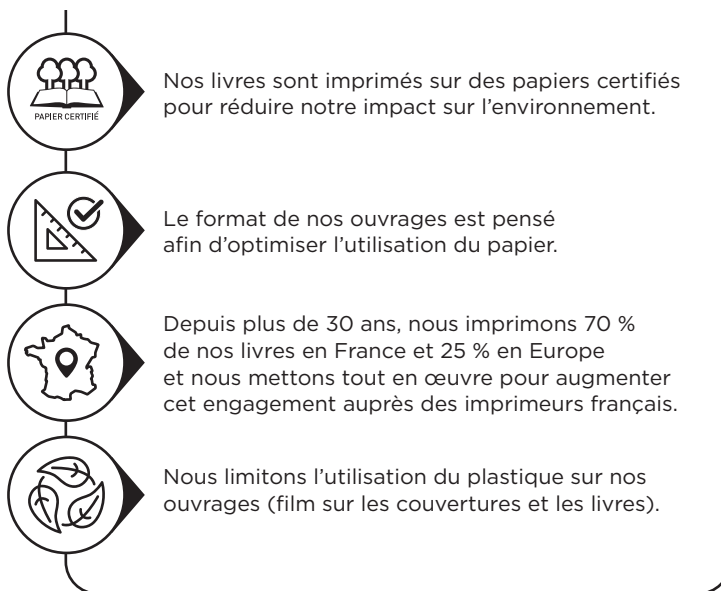 PAPIER CERTIFIÉ
Nos livres sont imprimés sur des papiers certifiés
pour réduire notre impact sur l’environnement.
Le format de nos ouvrages est pensé
afin d’optimiser l’utilisation du papier.
Depuis plus de 30 ans, nous imprimons 70 %
de nos livres en France et 25 % en Europe
et nous mettons tout en œuvre pour augmenter
cet engagement auprès des imprimeurs français.
Nous limitons l’utilisation du plastique sur nos
ouvrages (film sur les couvertures et les livres).